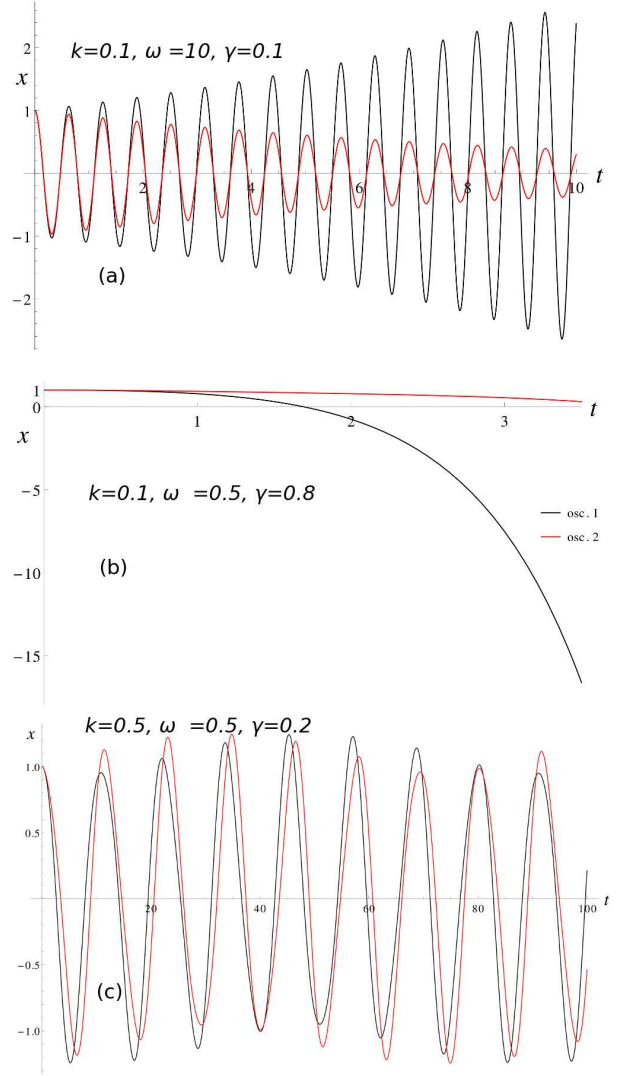 2
k=0.1, ω =10, γ=0.1
x
1
2 4 6 8 10 t
−1
(a)
−2
1
0
1 2 3 t
x
−5
k=0.1, ω =0.5, γ=0.8
osc. 1
osc. 2
(b)
−10
−15
k=0.5, ω =0.5, γ=0.2
x
1.0
0.5
20 40 60 80 100 t
-0.5
(c)
-1.0